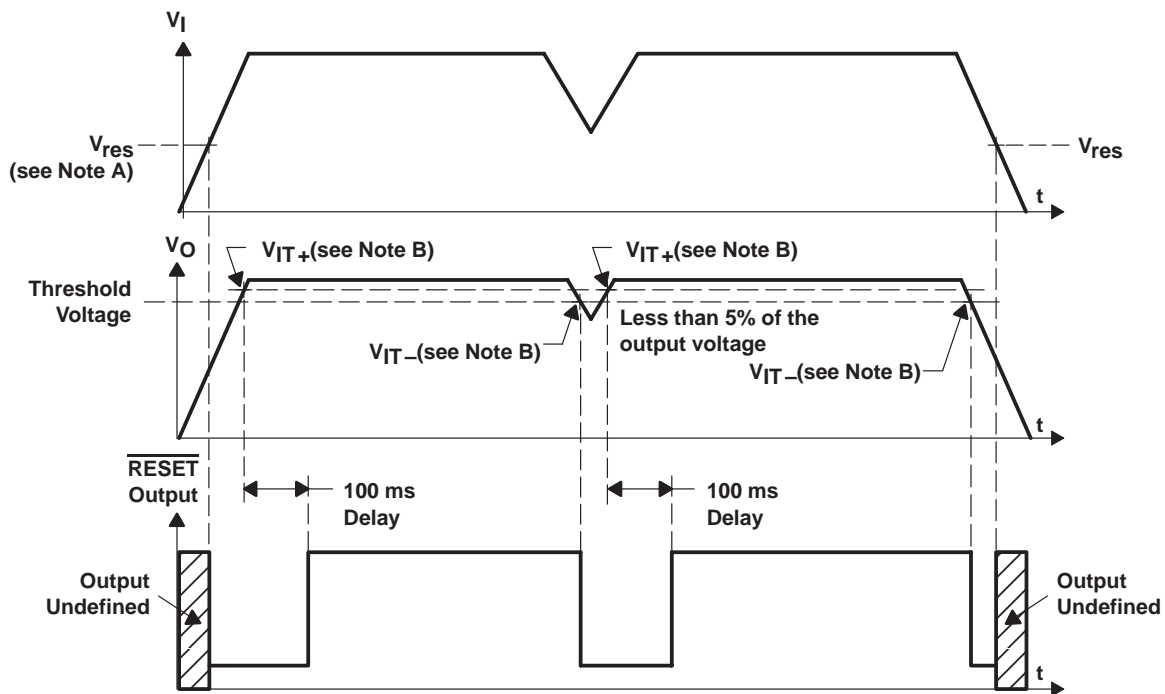 VI
Vres
(see Note A)
Vres
t
VO
VIT+(see Note B)
VIT+(see Note B)
Threshold
Voltage
Less than 5% of the
output voltage
VIT−(see Note B)
VIT−(see Note B)
t
RESET
Output
100 ms
Delay
100 ms
Delay
Output
Undefined
Output
Undefined
t